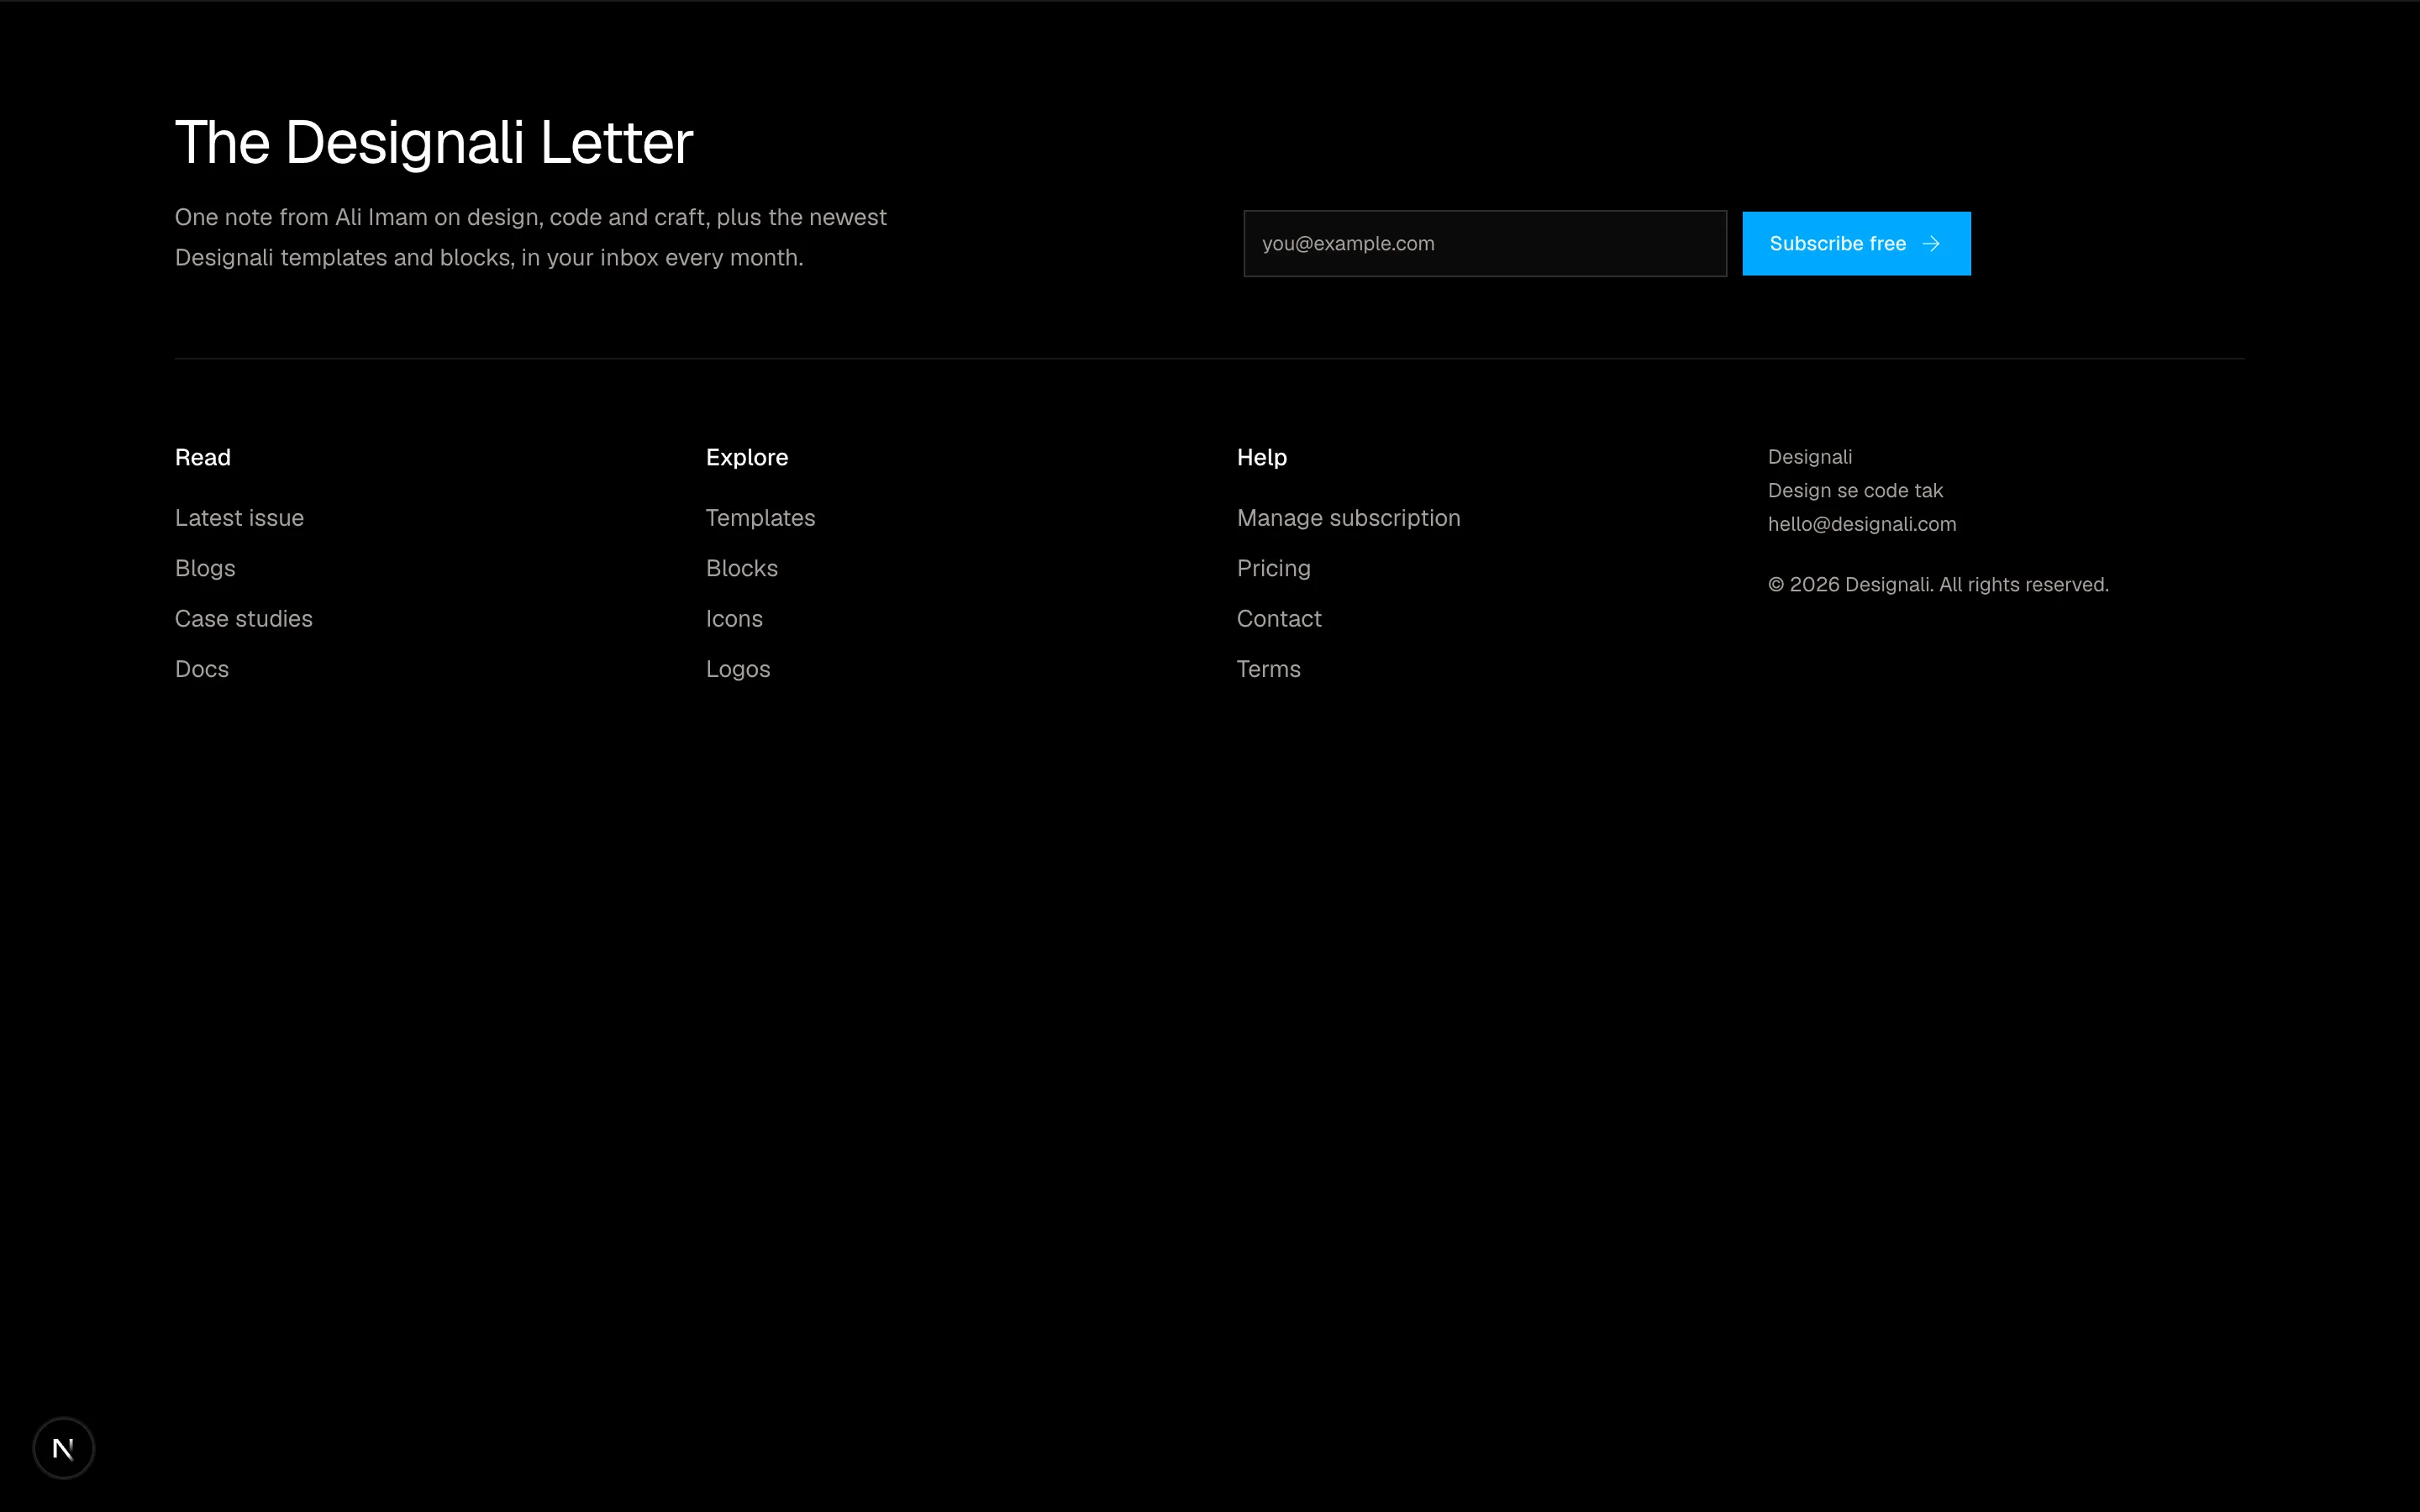 The Designali Letter
One note from Ali Imam on design, code and craft, plus the newest
Designali templates and blocks, in your inbox every month.
you@example.com
Subscribe free
Read
Latest issue
Blogs
Case studies
Docs
Explore
Templates
Blocks
Icons
Logos
Help
Manage subscription
Pricing
Contact
Terms
Designali
Design se code tak
hello@designali.com
© 2026 Designali. All rights reserved.
N